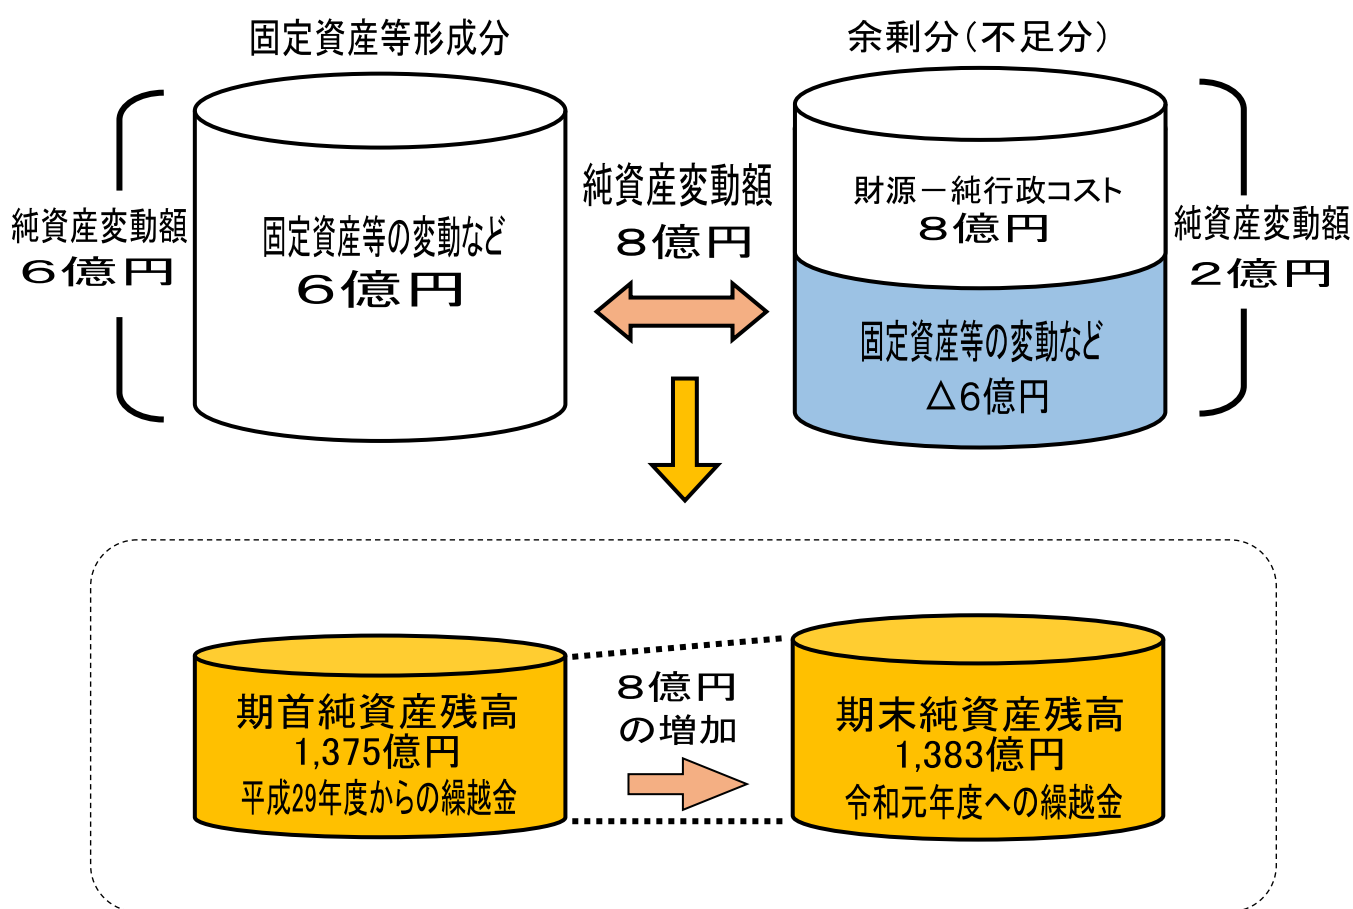 固定資産等形成分
余剰分(不足分)
純資産変動額
6億円
固定資産等の変動など
6億円
純資産変動額
8億円
財源-純行政コスト
8億円
固定資産等の変動など
△6億円
純資産変動額
2億円
期首純資産残高
1,375億円
平成29年度からの繰越金
8億円
の増加
期末純資産残高
1,383億円
令和元年度への繰越金